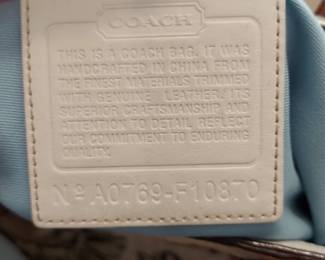 COACH
THIS IS A COACH BAG. IT WAS
HANDCRAFTED IN CHINA FROM
THE FINEST MATERIALS TRIMMED
WITH GENUINE LEATHER. ITS
SUPERIOR CRAFTSMANSHIP AND
ATTENTION TO DETAIL REFLECT
OUR COMMITMENT TO ENDURING
QUALITY.
Nº A0769-F10870